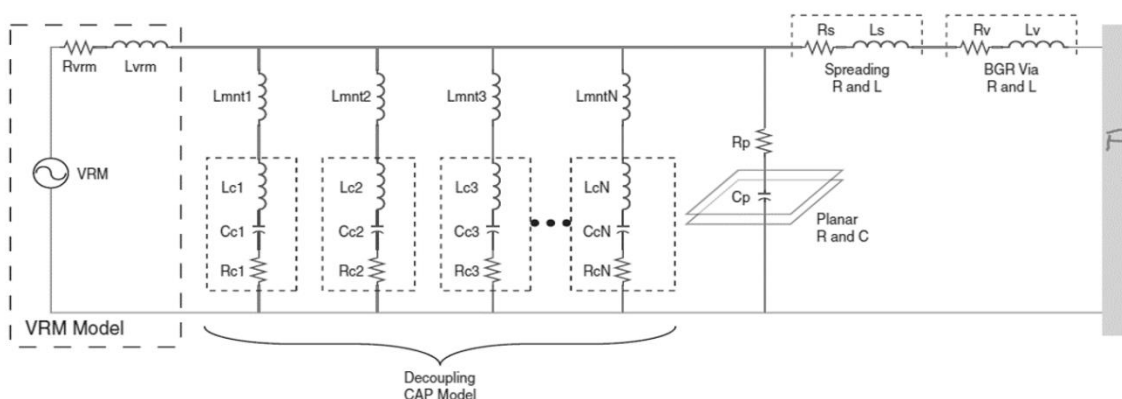 Rvrm Lvrm
VRM
VRM Model
Lmnt1 Lmnt2 Lmnt3 LmntN
Lc1 Lc2 Lc3 LcN
Cc1 Cc2 Cc3 CcN
Rc1 Rc2 Rc3 RcN
Decoupling
CAP Model
Rp
Cp
Planar
R and C
Rs Ls
Spreading
R and L
Rv Lv
BGR Via
R and L